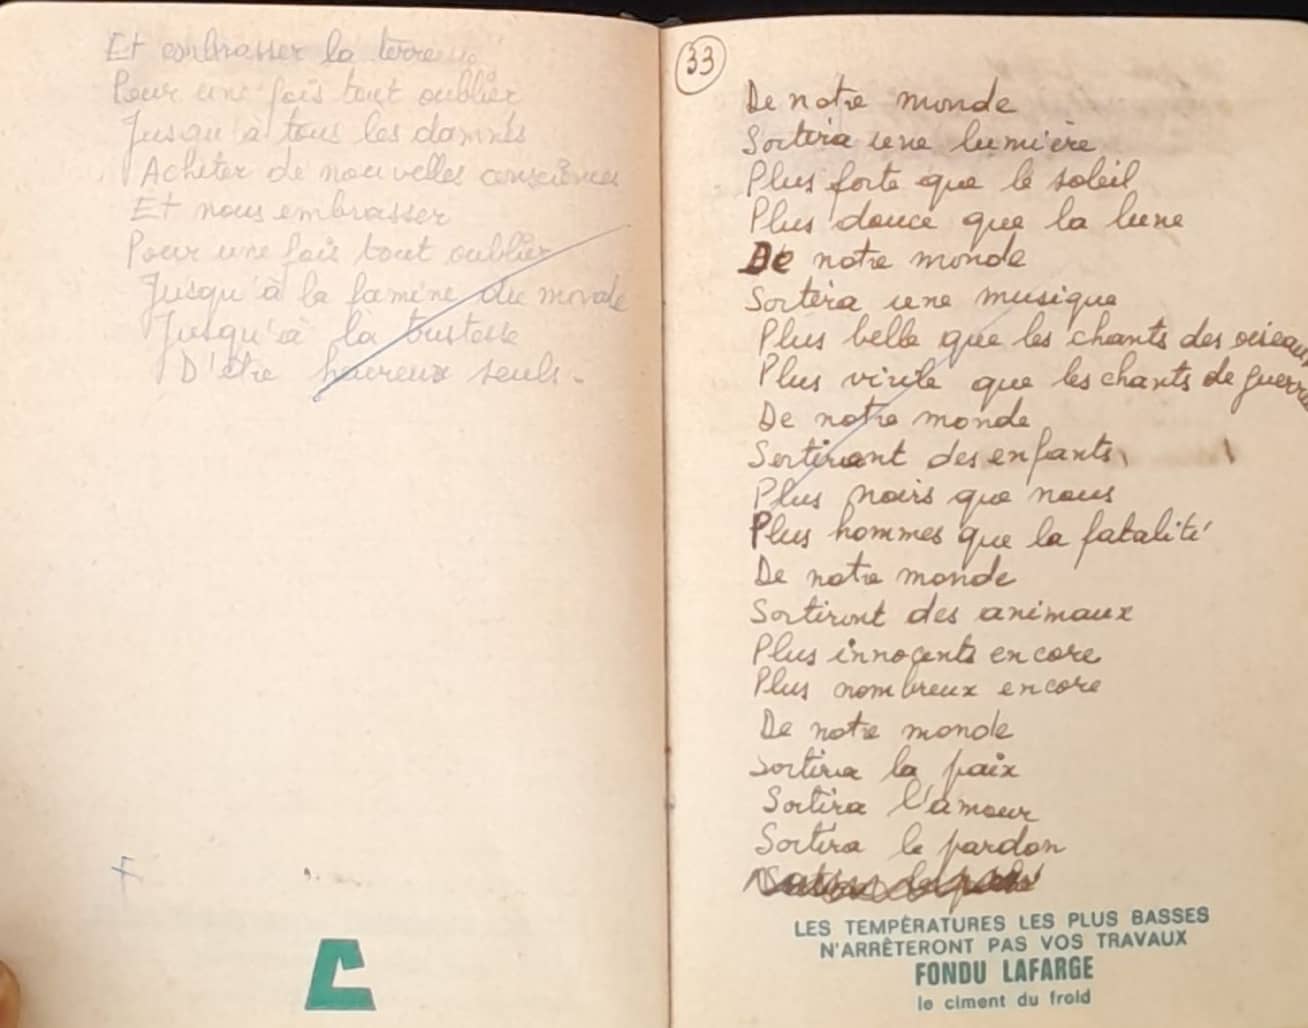 Et embrasser la terre
Pour une fois tout oublier
Jusqu'à tous les damnés
Acheter de nouvelles consciences
Et nous embrasser
Pour une fois tout oublier
Jusqu'à la famine du morale
Jusqu'à la tristesse
D'être heureux seuls.
F
33
De notre monde
Sortira une lumière
Plus forte que le soleil
Plus douce que la lune
De notre monde
Sortira une musique
Plus belle que les chants des oiseaux
Plus virile que les chants de guerre
De notre monde
Sortiront des enfants
Plus noirs que nous
Plus hommes que la fatalité
De notre monde
Sortiront des animaux
Plus innocents encore
Plus nombreux encore
De notre monde
Sortira la paix
Sortira l'amour
Sortira le pardon
LES TEMPÉRATURES LES PLUS BASSES
N'ARRÊTERONT PAS VOS TRAVAUX
FONDU LAFARGE
le ciment du froid